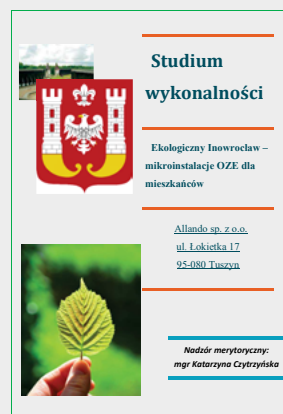 Studium
wykonalności
Ekologiczny Inowrocław –
mikroinstalacje OZE dla
mieszkańców
Allando sp. z o.o.
ul. Łokietka 17
95-080 Tuszyn
Nadzór merytoryczny:
mgr Katarzyna Czytrzyńska